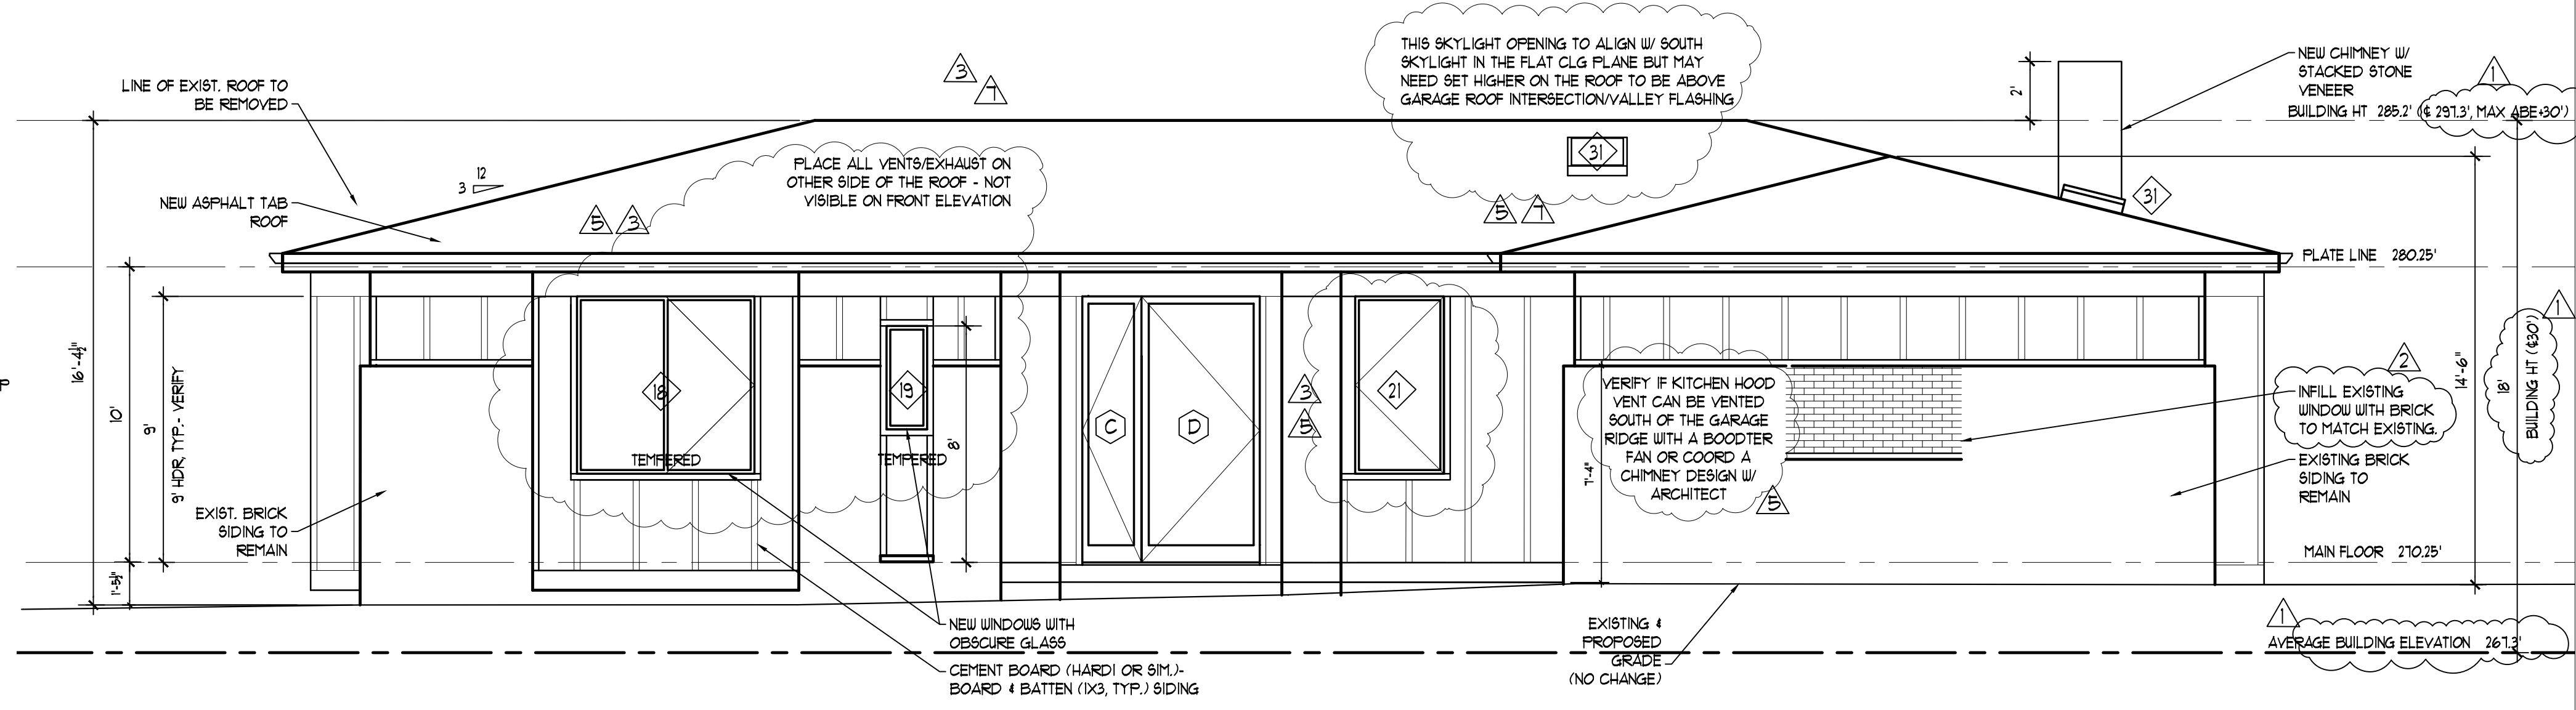 THIS SKYLIGHT OPENING TO ALIGN W/ SOUTH
SKYLIGHT IN THE FLAT CLG PLANE BUT MAY
NEED SET HIGHER ON THE ROOF TO BE ABOVE
GARAGE ROOF INTERSECTION/VALLEY FLASHING
3
7
NEW CHIMNEY W/
STACKED STONE
VENEER
1
2'
BUILDING HT 285.2' (¢ 297.3', MAX ABE+30')
LINE OF EXIST. ROOF TO
BE REMOVED
31
PLACE ALL VENTS/EXHAUST ON
OTHER SIDE OF THE ROOF - NOT
VISIBLE ON FRONT ELEVATION
12
3
NEW ASPHALT TAB
ROOF
5
3
5
7
31
PLATE LINE 280.25'
16'-4½"
10'
9'
9' HDR, TYP. - VERIFY
1'-5½"
18
TEMPERED
19
TEMPERED
8'
C
D
3
5
21
VERIFY IF KITCHEN HOOD
VENT CAN BE VENTED
SOUTH OF THE GARAGE
RIDGE WITH A BOODTER
FAN OR COORD A
CHIMNEY DESIGN W/
ARCHITECT
5
7'-4"
2
INFILL EXISTING
WINDOW WITH BRICK
TO MATCH EXISTING.
EXISTING BRICK
SIDING TO
REMAIN
14'-6"
18'
BUILDING HT (¢30')
1
EXIST. BRICK
SIDING TO
REMAIN
MAIN FLOOR 270.25'
NEW WINDOWS WITH
OBSCURE GLASS
CEMENT BOARD (HARDI OR SIM.)-
BOARD & BATTEN (1X3, TYP.) SIDING
EXISTING &
PROPOSED
GRADE
(NO CHANGE)
1
AVERAGE BUILDING ELEVATION 267.3'